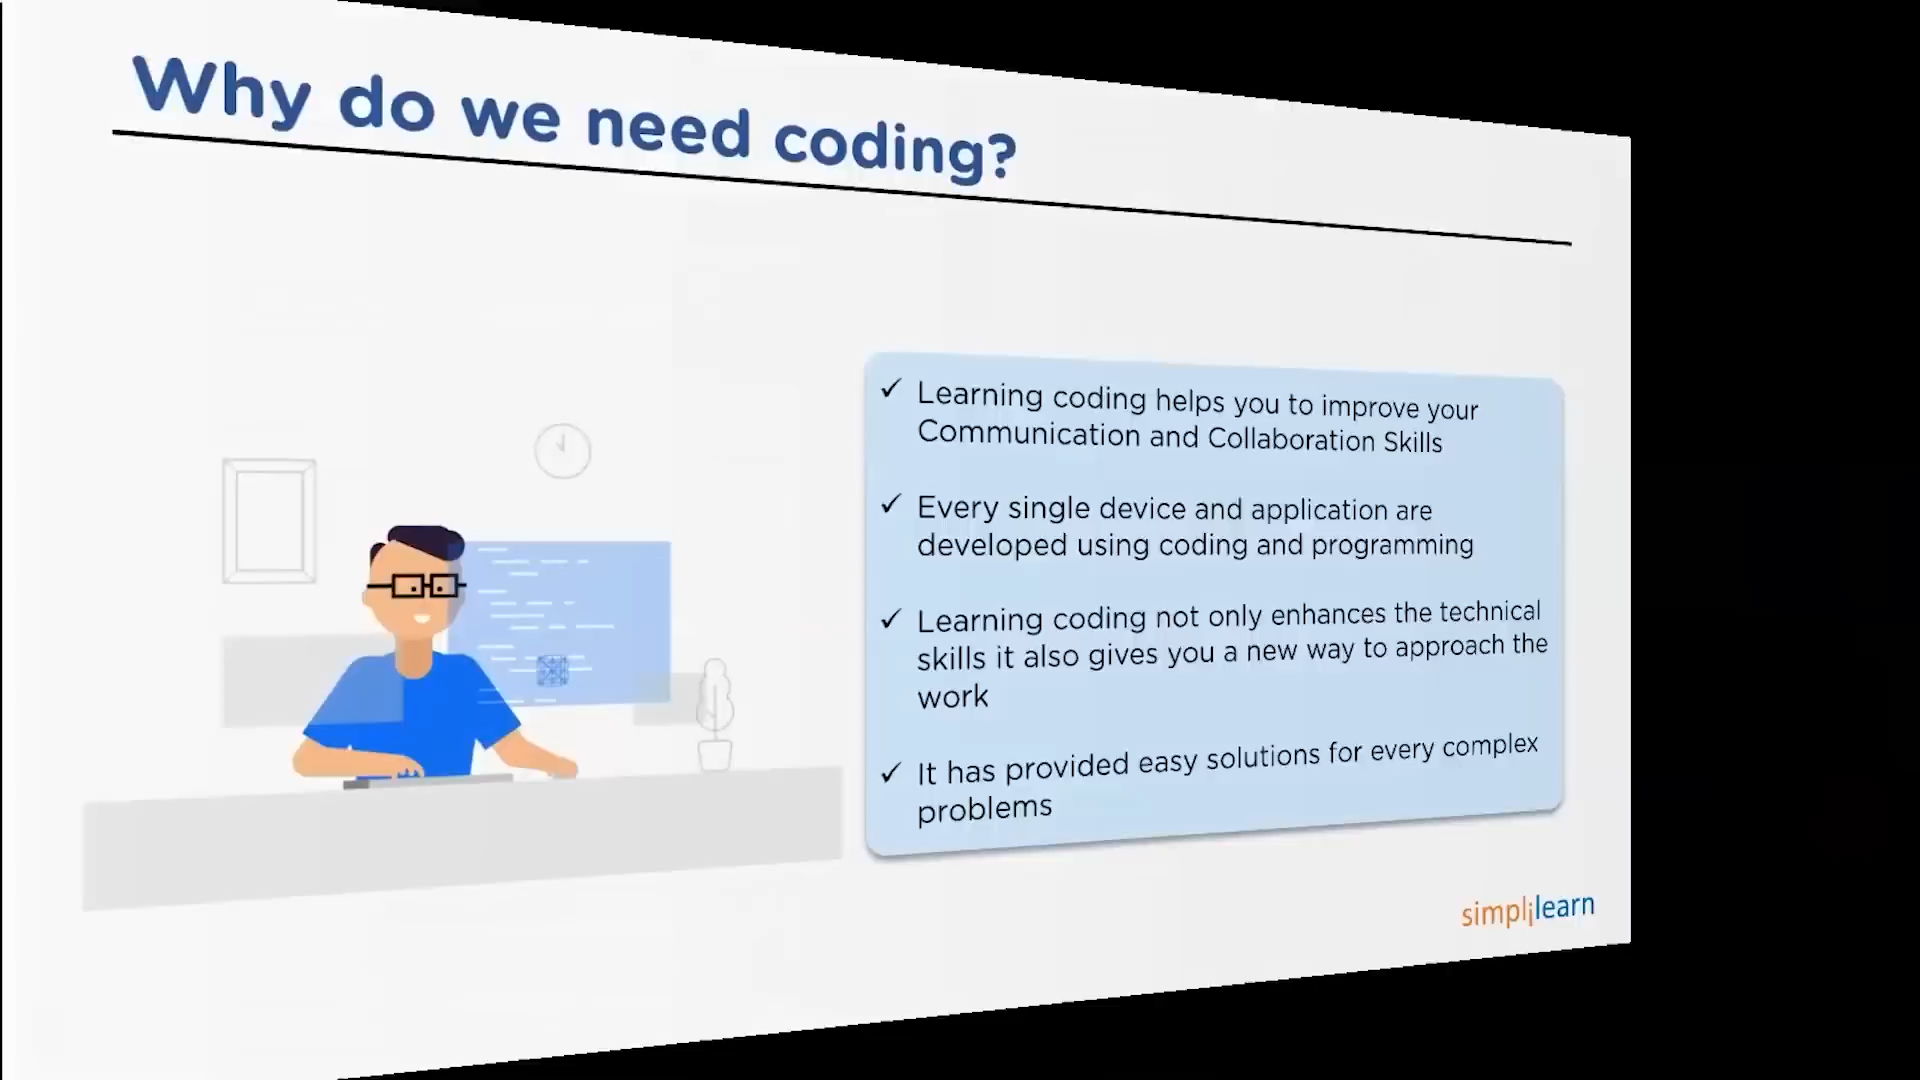 Why do we need coding?
✓ Learning coding helps you to improve your
Communication and Collaboration Skills
✓ Every single device and application are
developed using coding and programming
✓ Learning coding not only enhances the technical
skills it also gives you a new way to approach the
work
✓ It has provided easy solutions for every complex
problems
simplilearn